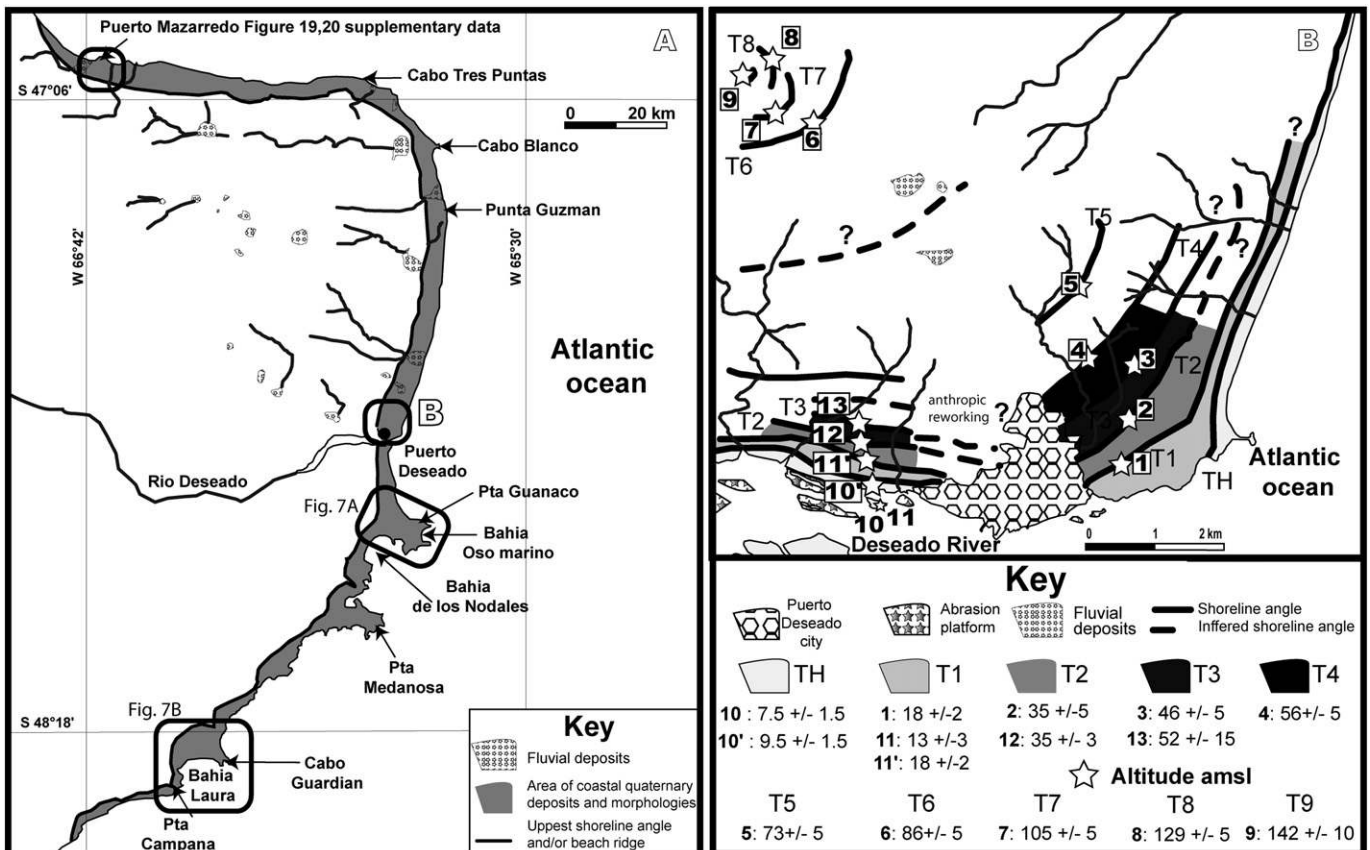 Puerto Mazarredo Figure 19,20 supplementary data
A
Cabo Tres Puntas
S 47°06'
0 20 km
Cabo Blanco
Punta Guzman
W 66°42'
W 65°30'
Atlantic
ocean
B
Puerto
Deseado
Rio Deseado
Fig. 7A
Pta Guanaco
Bahia
Oso marino
Bahia
de los Nodales
Pta
Medanosa
S 48°18'
Fig. 7B
Cabo
Guardian
Bahia
Laura
Pta
Campana
Key
Fluvial deposits
Area of coastal quaternary
deposits and morphologies
Uppest shoreline angle
and/or beach ridge
B
T8
8
T7
9
7
6
T6
?
?
T5
T4
?
?
5
4
3
T2
T3
2
1
T1
TH
Atlantic
ocean
anthropic
reworking
?
T3
13
T2
12
11'
10'
10
11
Deseado River
0 1 2 km
Key
Puerto
Deseado
city
Abrasion
platform
Fluvial
deposits
Shoreline angle
Inffered shoreline angle
TH T1 T2 T3 T4
10 : 7.5 +/- 1.5 1: 18 +/-2 2: 35 +/-5 3: 46 +/- 5 4: 56+/- 5
10' : 9.5 +/- 1.5 11: 13 +/-3 12: 35 +/- 3 13: 52 +/- 15
11': 18 +/-2
Altitude amsl
T5 T6 T7 T8 T9
5: 73+/- 5 6: 86+/- 5 7: 105 +/- 5 8: 129 +/- 5 9: 142 +/- 10